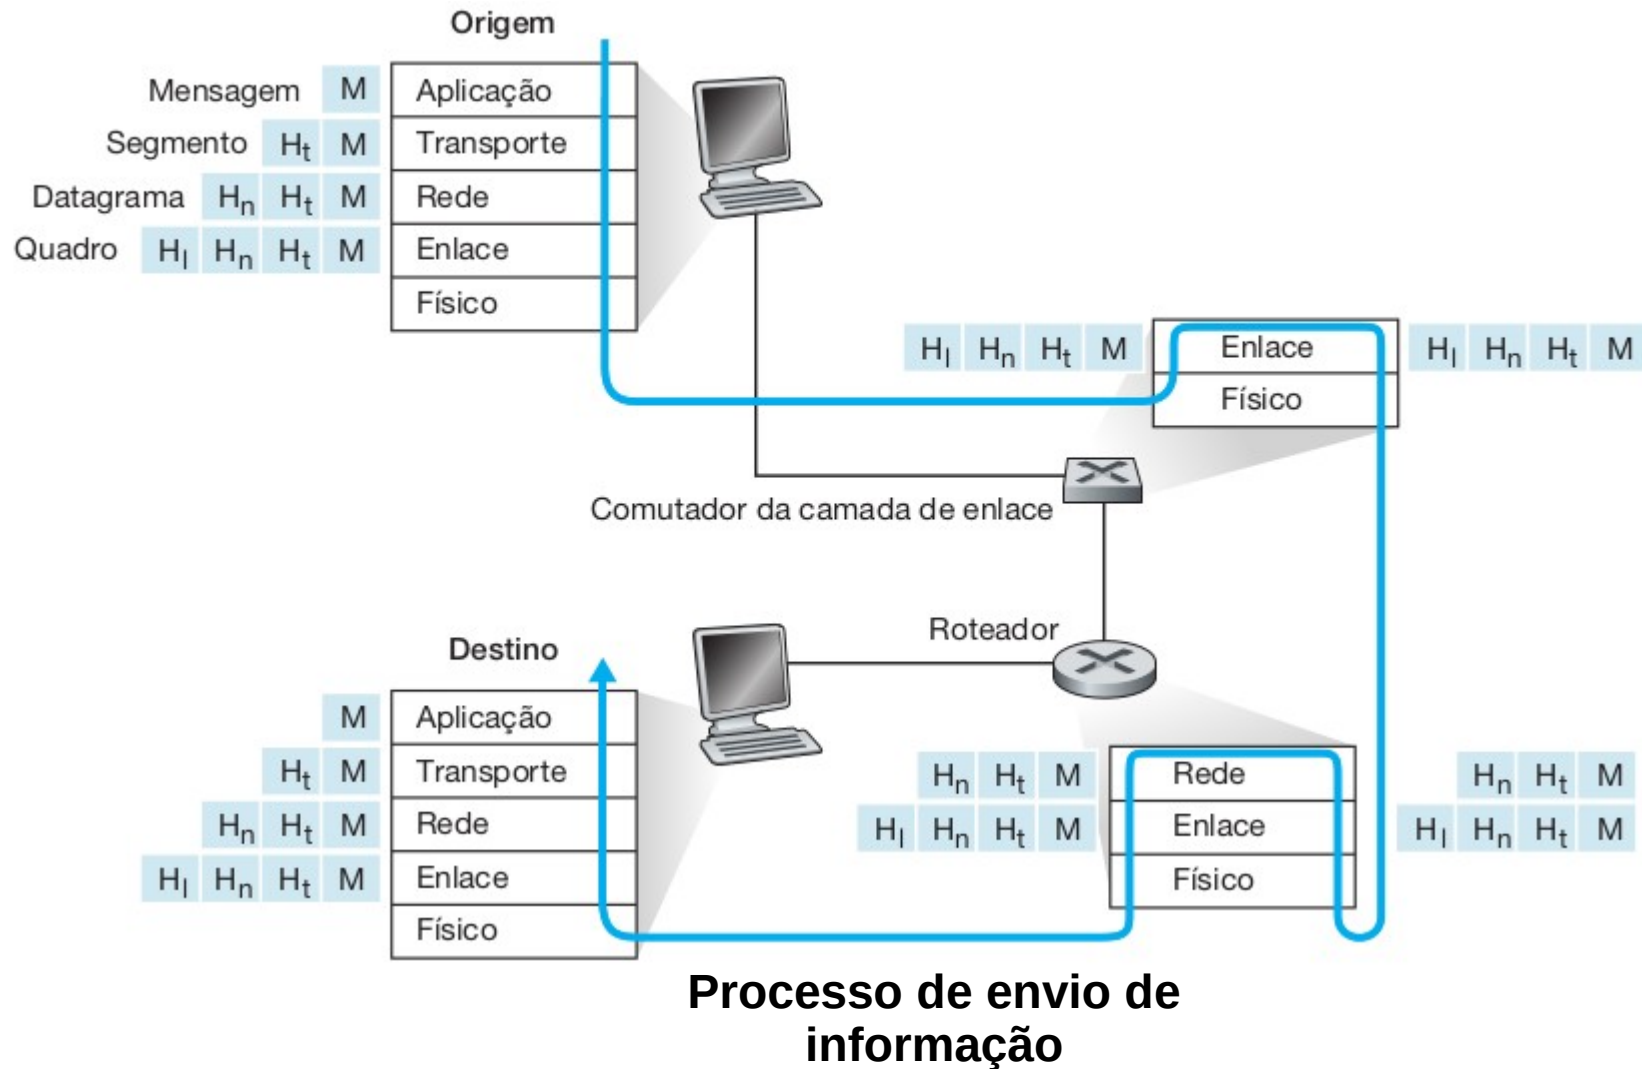 Origem
Mensagem M Aplicação
Segmento Ht M Transporte
Datagrama Hn Ht M Rede
Quadro Hl Hn Ht M Enlace
Físico
Hl Hn Ht M Enlace Hl Hn Ht M
Físico
Comutador da camada de enlace
Roteador
Destino
M Aplicação
Ht M Transporte
Hn Ht M Rede
Hl Hn Ht M Enlace
Físico
Hn Ht M Rede Hn Ht M
Hl Hn Ht M Enlace Hl Hn Ht M
Físico
Processo de envio de
informação